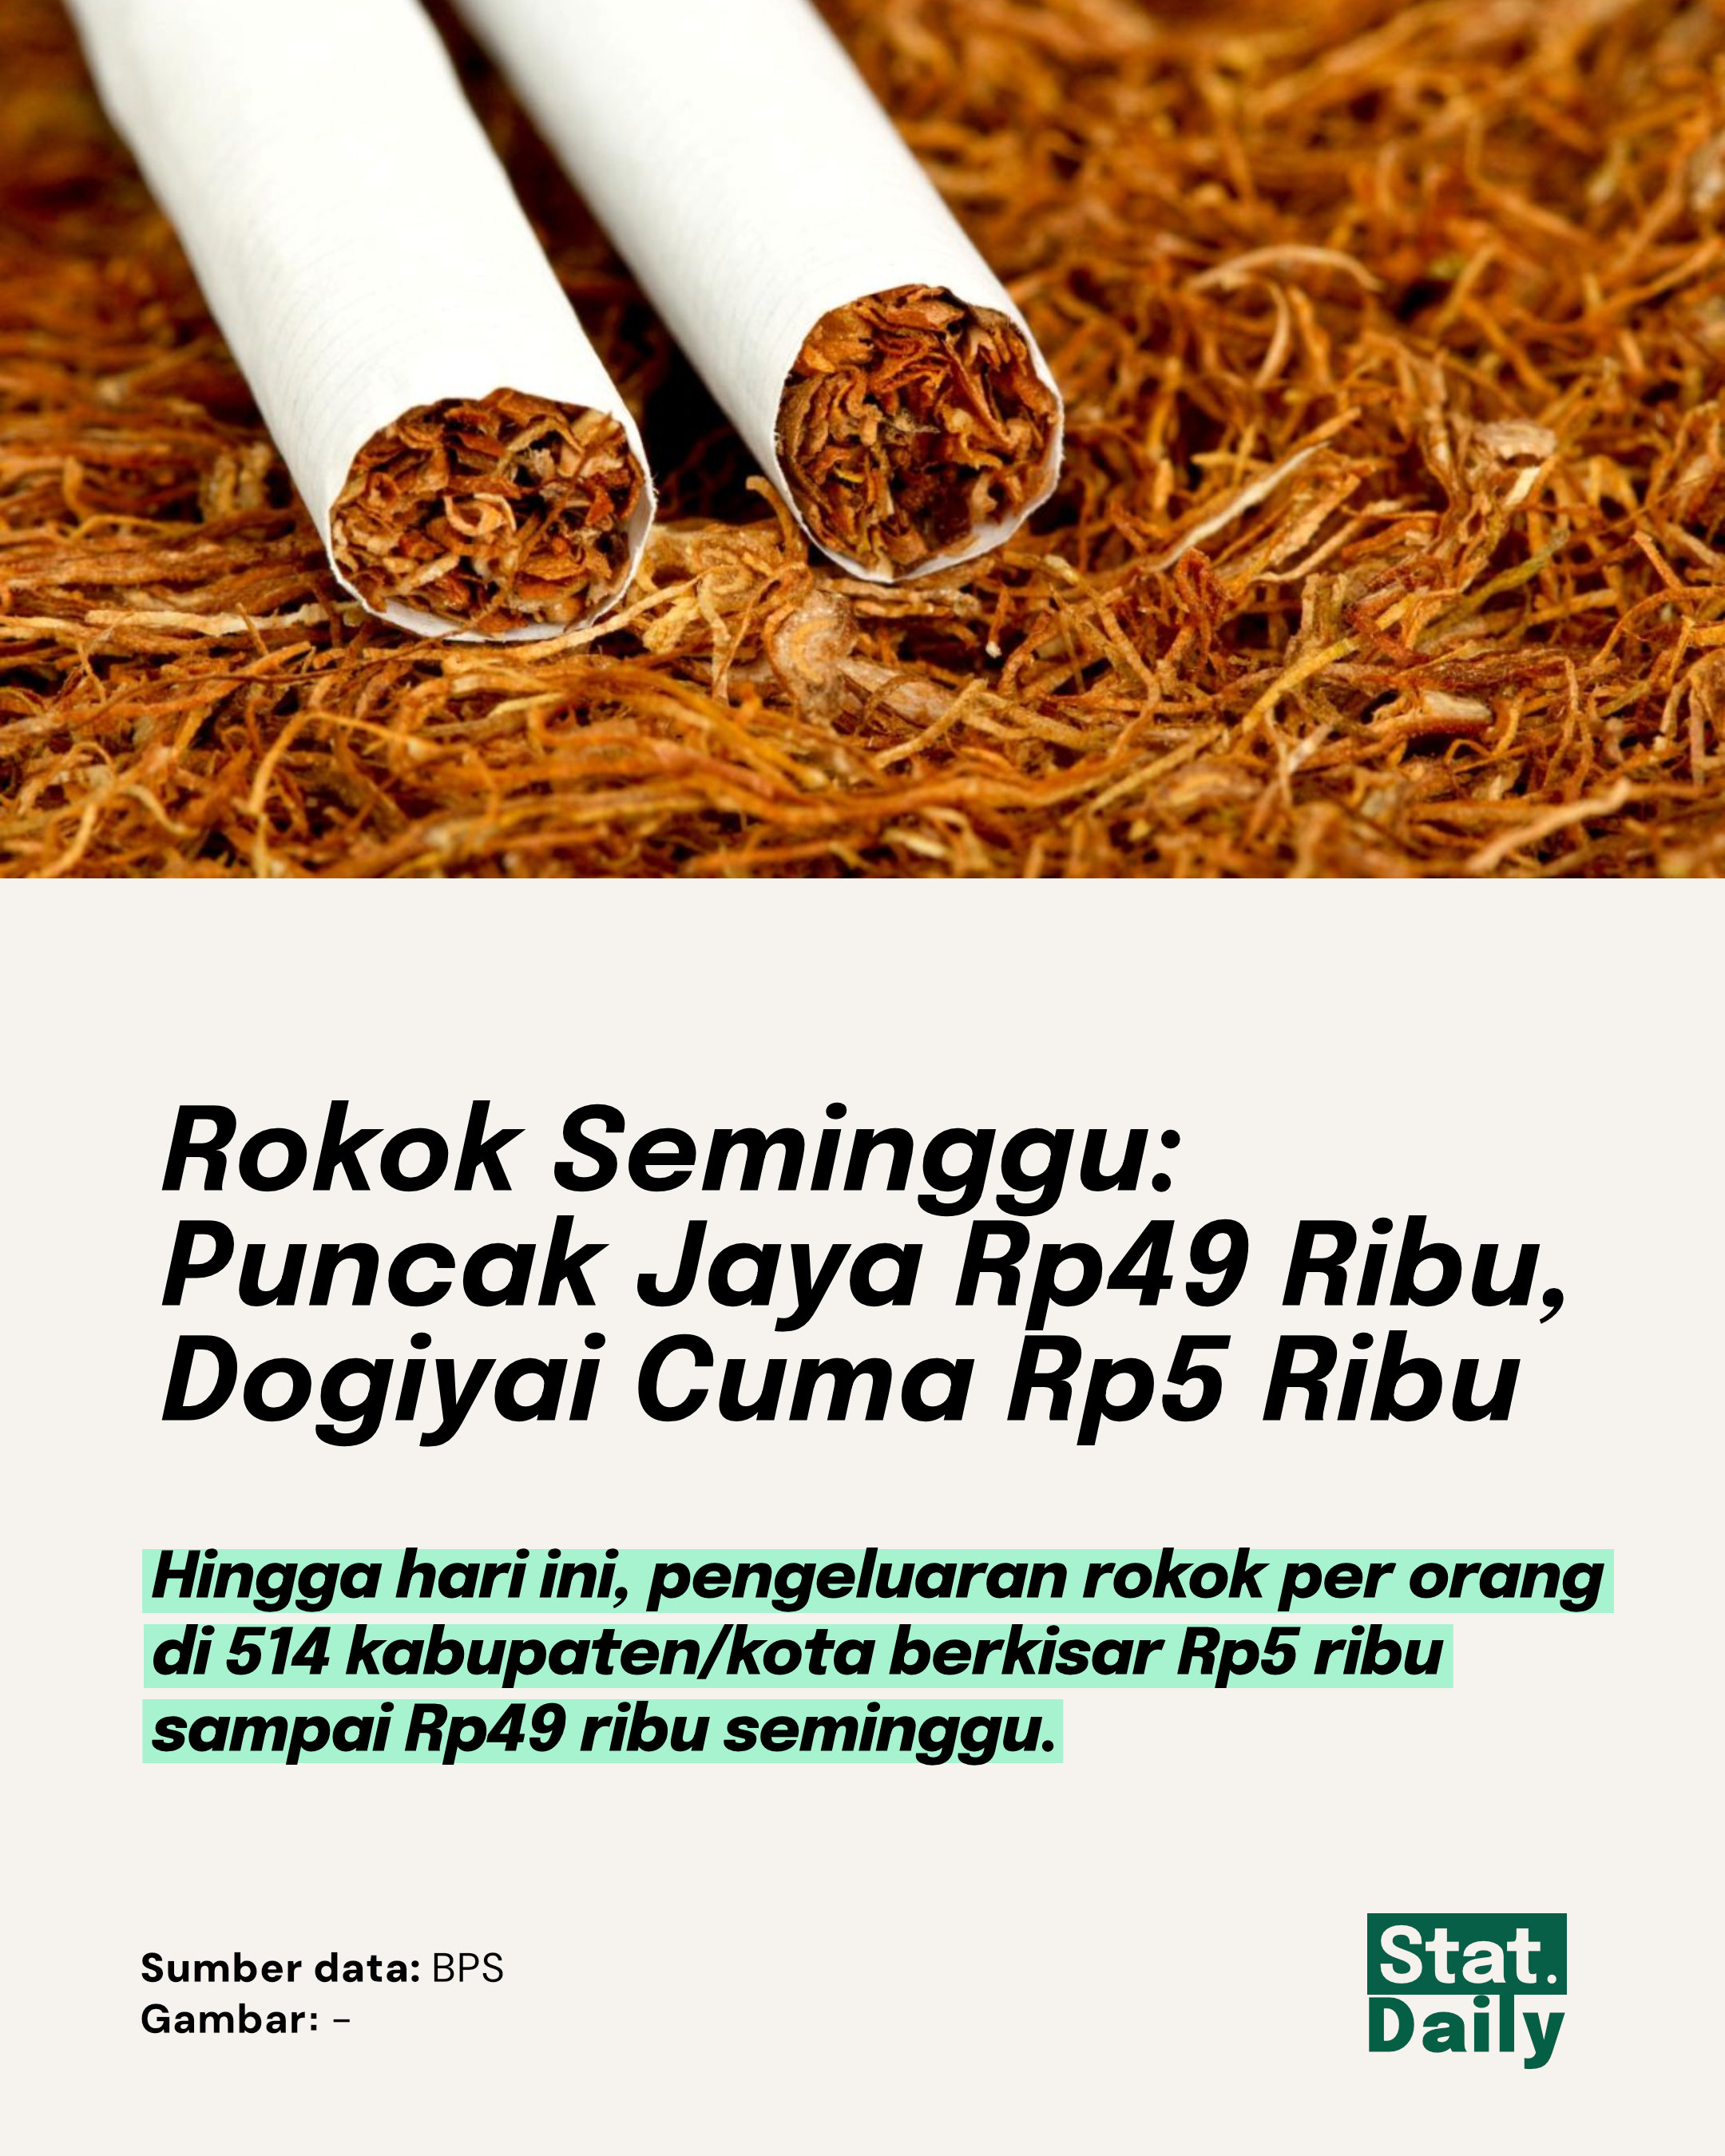 Rokok Seminggu:
Puncak Jaya Rp49 Ribu,
Dogiyai Cuma Rp5 Ribu
Hingga hari ini, pengeluaran rokok per orang
di 514 kabupaten/kota berkisar Rp5 ribu
sampai Rp49 ribu seminggu.
Sumber data: BPS
Gambar: –
Stat.
Daily